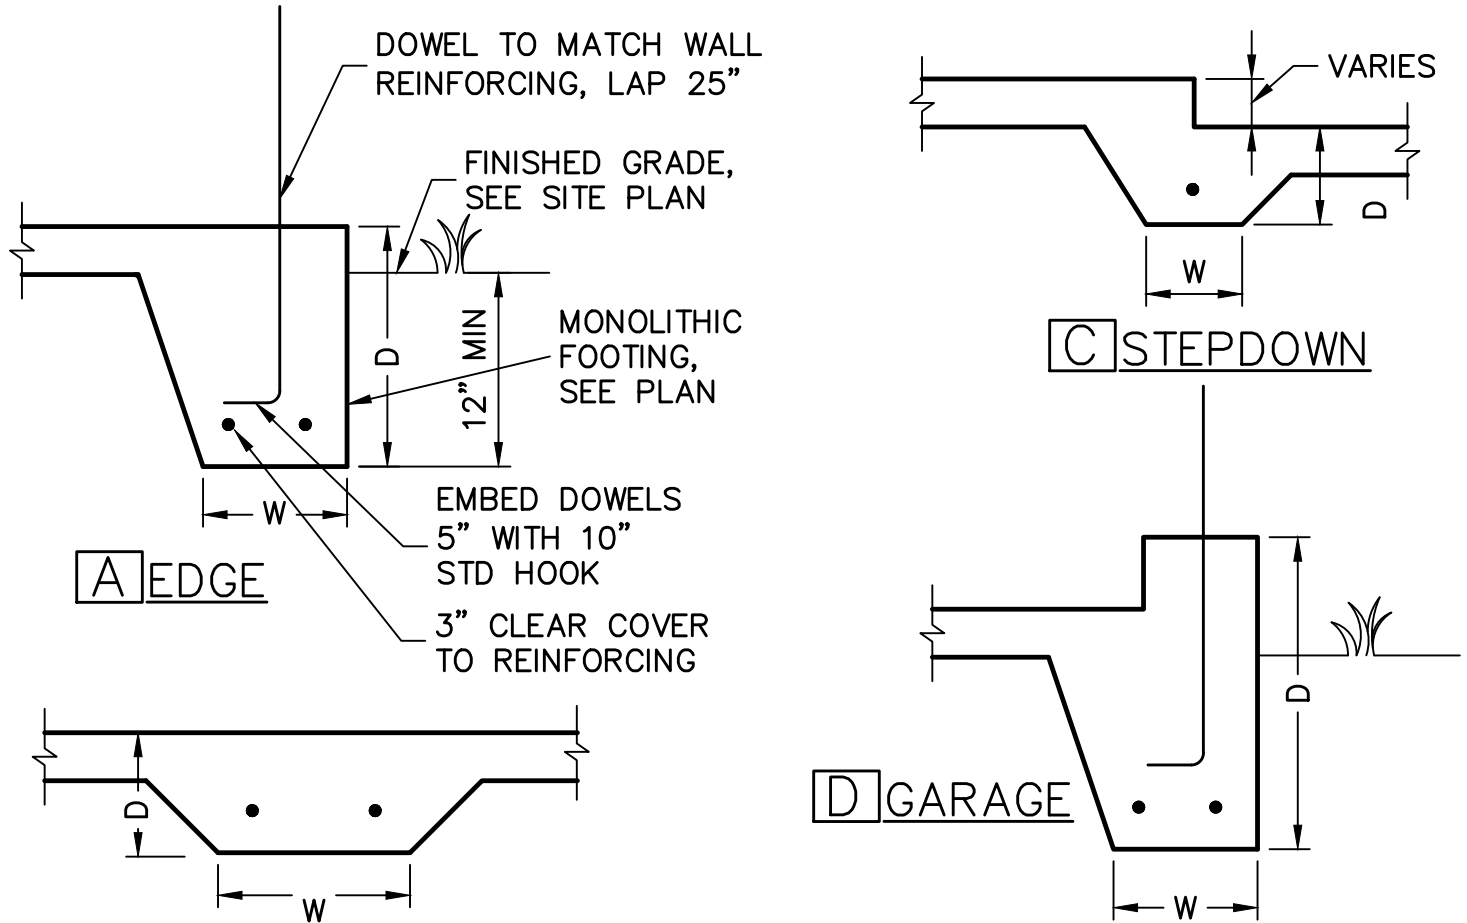 DOWEL TO MATCH WALL
REINFORCING, LAP 25”
FINISHED GRADE,
SEE SITE PLAN
D
12” MIN
MONOLITHIC
FOOTING,
SEE PLAN
W
EMBED DOWELS
5” WITH 10”
STD HOOK
3” CLEAR COVER
TO REINFORCING
A EDGE
D
W
VARIES
D
W
C STEPDOWN
D
W
D GARAGE